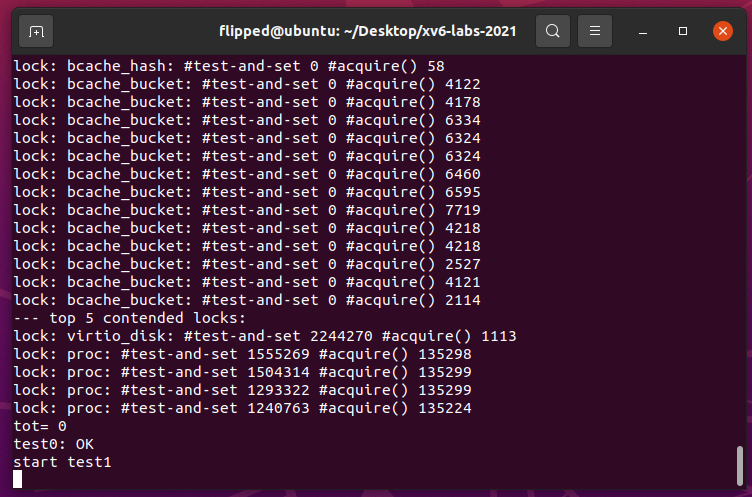 flipped@ubuntu: ~/Desktop/xv6-labs-2021
lock: bcache_hash: #test-and-set 0 #acquire() 58
lock: bcache_bucket: #test-and-set 0 #acquire() 4122
lock: bcache_bucket: #test-and-set 0 #acquire() 4178
lock: bcache_bucket: #test-and-set 0 #acquire() 6334
lock: bcache_bucket: #test-and-set 0 #acquire() 6324
lock: bcache_bucket: #test-and-set 0 #acquire() 6324
lock: bcache_bucket: #test-and-set 0 #acquire() 6460
lock: bcache_bucket: #test-and-set 0 #acquire() 6595
lock: bcache_bucket: #test-and-set 0 #acquire() 7719
lock: bcache_bucket: #test-and-set 0 #acquire() 4218
lock: bcache_bucket: #test-and-set 0 #acquire() 4218
lock: bcache_bucket: #test-and-set 0 #acquire() 2527
lock: bcache_bucket: #test-and-set 0 #acquire() 4121
lock: bcache_bucket: #test-and-set 0 #acquire() 2114
--- top 5 contended locks:
lock: virtio_disk: #test-and-set 2244270 #acquire() 1113
lock: proc: #test-and-set 1555269 #acquire() 135298
lock: proc: #test-and-set 1504314 #acquire() 135299
lock: proc: #test-and-set 1293322 #acquire() 135299
lock: proc: #test-and-set 1240763 #acquire() 135224
tot= 0
test0: OK
start test1